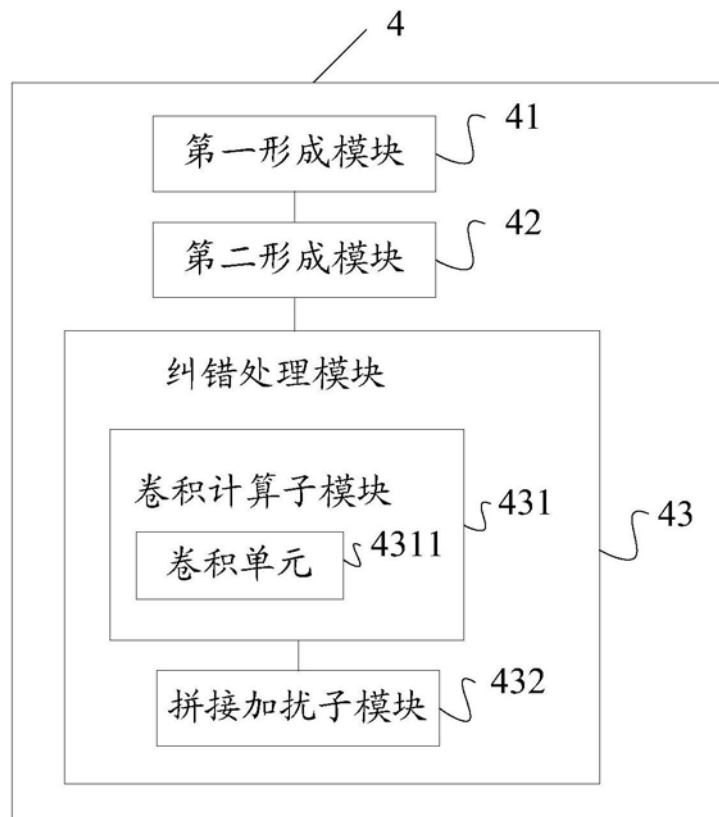 4
第一形成模块
41
第二形成模块
42
纠错处理模块
43
卷积计算子模块
431
卷积单元
4311
拼接加扰子模块
432